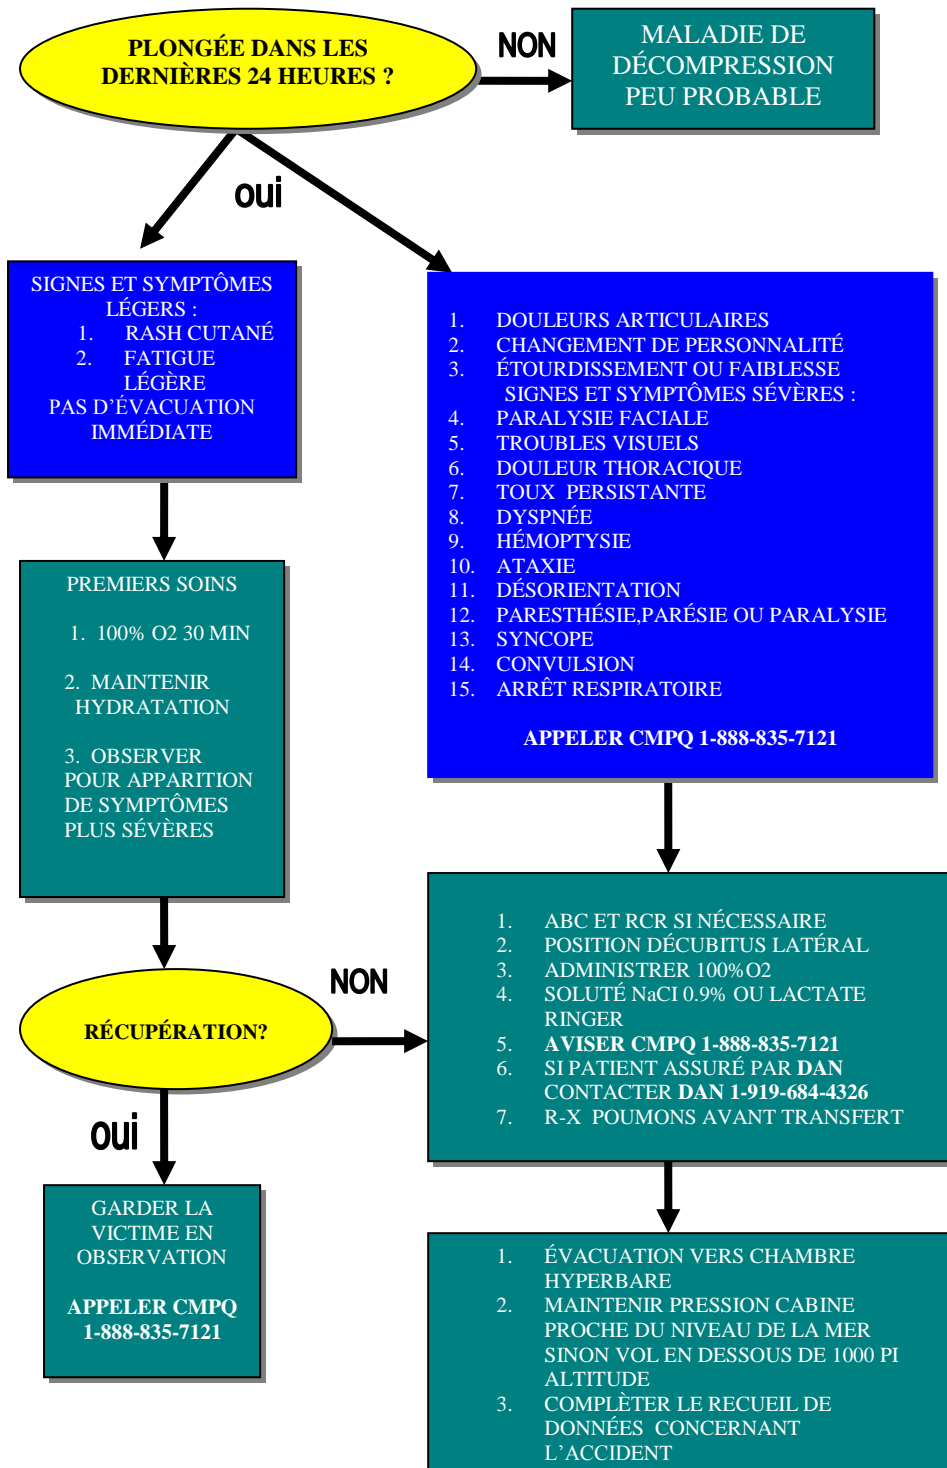 PLONGÉE DANS LES
DERNIÈRES 24 HEURES ?
NON
MALADIE DE
DÉCOMPRESSION
PEU PROBABLE
oui
SIGNES ET SYMPTÔMES
LÉGERS :
1. RASH CUTANÉ
2. FATIGUE
LÉGÈRE
PAS D'ÉVACUATION
IMMÉDIATE
1. DOULEURS ARTICULAIRES
2. CHANGEMENT DE PERSONNALITÉ
3. ÉTOURDISSEMENT OU FAIBLESSE
SIGNES ET SYMPTÔMES SÉVÈRES :
4. PARALYSIE FACIALE
5. TROUBLES VISUELS
6. DOULEUR THORACIQUE
7. TOUX PERSISTANTE
8. DYSPNÉE
9. HÉMOPTYSIE
10. ATAXIE
11. DÉSORIENTATION
12. PARESTHÉSIE,PARÉSIE OU PARALYSIE
13. SYNCOPE
14. CONVULSION
15. ARRÊT RESPIRATOIRE
APPELER CMPQ 1-888-835-7121
PREMIERS SOINS
1. 100% O2 30 MIN
2. MAINTENIR
HYDRATATION
3. OBSERVER
POUR APPARITION
DE SYMPTÔMES
PLUS SÉVÈRES
RÉCUPÉRATION?
NON
1. ABC ET RCR SI NÉCESSAIRE
2. POSITION DÉCUBITUS LATÉRAL
3. ADMINISTRER 100%O2
4. SOLUTÉ NaCl 0.9% OU LACTATE
RINGER
5. AVISER CMPQ 1-888-835-7121
6. SI PATIENT ASSURÉ PAR DAN
CONTACTER DAN 1-919-684-4326
7. R-X POUMONS AVANT TRANSFERT
oui
GARDER LA
VICTIME EN
OBSERVATION
APPELER CMPQ
1-888-835-7121
1. ÉVACUATION VERS CHAMBRE
HYPERBARE
2. MAINTENIR PRESSION CABINE
PROCHE DU NIVEAU DE LA MER
SINON VOL EN DESSOUS DE 1000 PI
ALTITUDE
3. COMPLÈTER LE RECUEIL DE
DONNÉES CONCERNANT
L'ACCIDENT